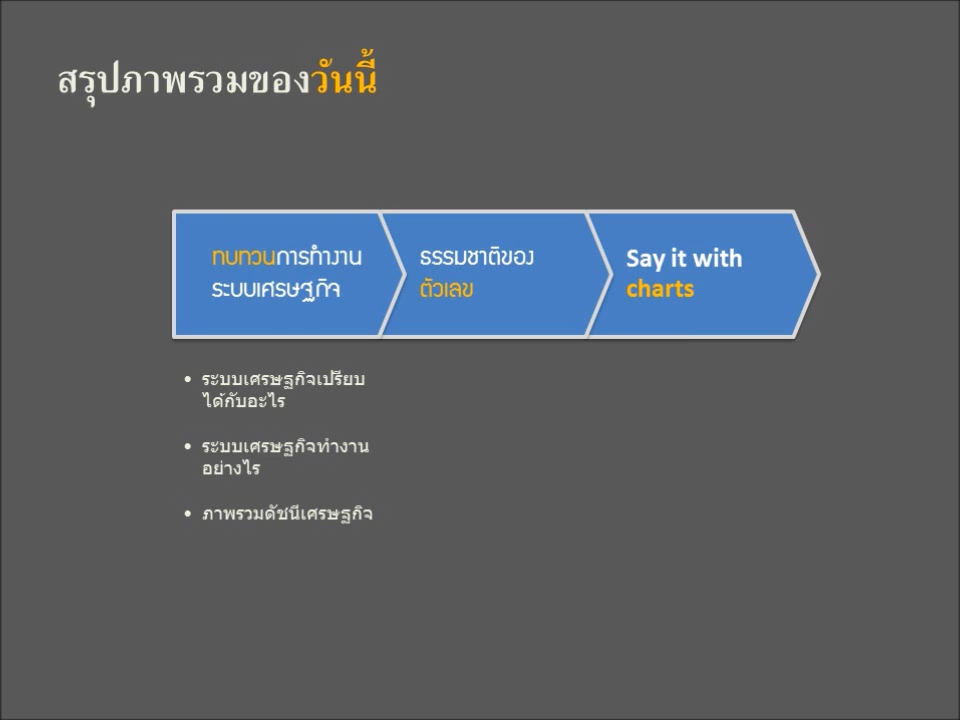 สรุปภาพรวมของวันนี้
ทบทวนการทำงาน
ระบบเศรษฐกิจ
ธรรมชาติของ
ตัวเลข
Say it with
charts
• ระบบเศรษฐกิจเปรียบ
ได้กับอะไร
• ระบบเศรษฐกิจทำงาน
อย่างไร
• ภาพรวมดัชนีเศรษฐกิจ